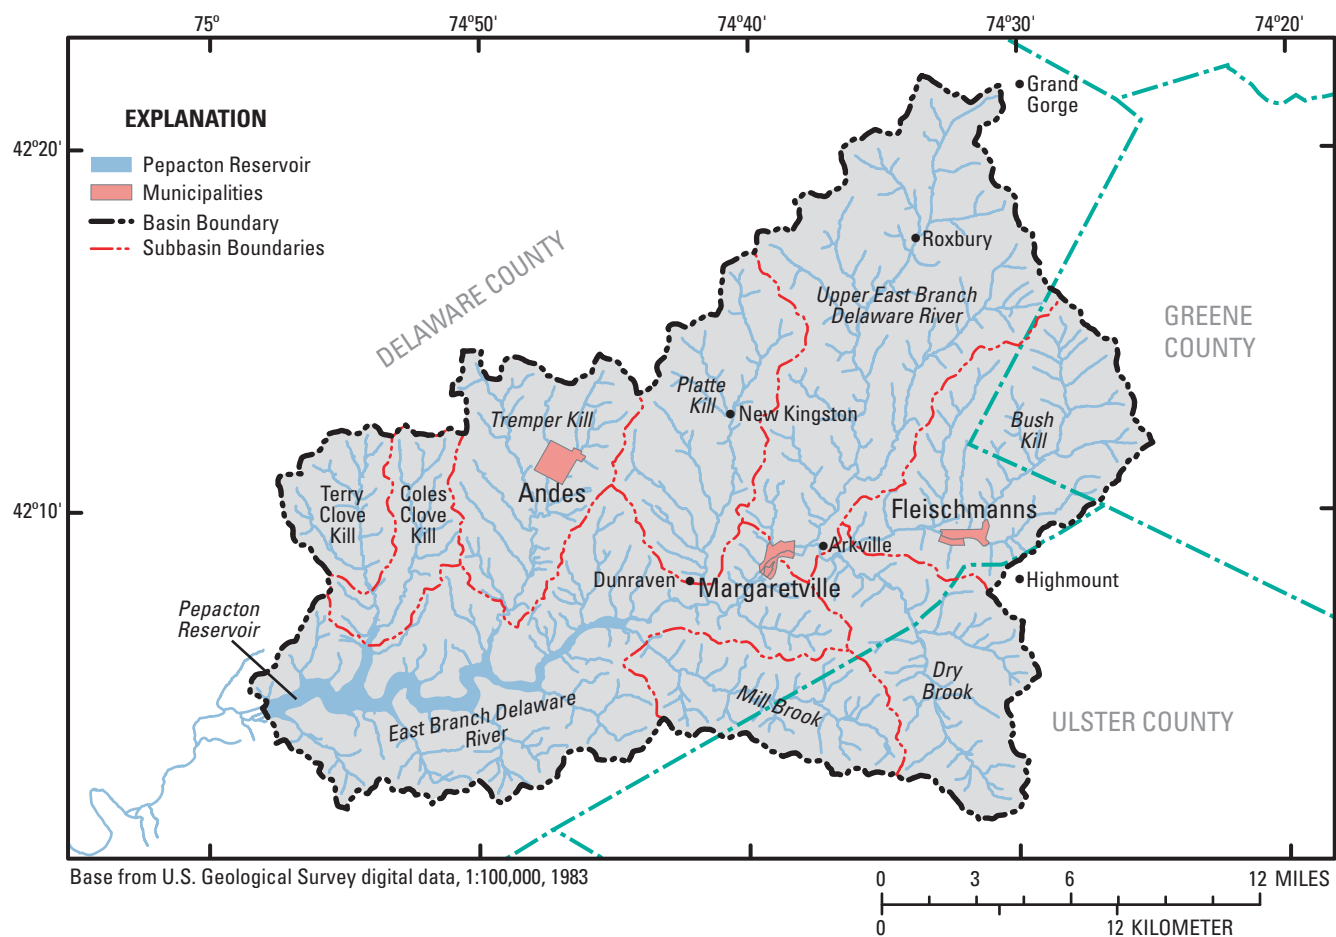 75° 74°50' 74°40' 74°30' 74°20'
Grand
Gorge
EXPLANATION
42°20'
Pepacton Reservoir
Municipalities
Basin Boundary
Subbasin Boundaries
Roxbury
DELAWARE COUNTY
Upper East Branch
Delaware River
GREENE
COUNTY
Platte
Kill
New Kingston
Tremper Kill
Bush
Kill
Andes
Terry
Clove
Kill
Coles
Clove
Kill
42°10'
Fleischmanns
Arkville
Dunraven
Margaretville
Highmount
Pepacton
Reservoir
Dry
Brook
Mill Brook
East Branch Delaware
River
ULSTER COUNTY
Base from U.S. Geological Survey digital data, 1:100,000, 1983
0 3 6 12 MILES
0 12 KILOMETER